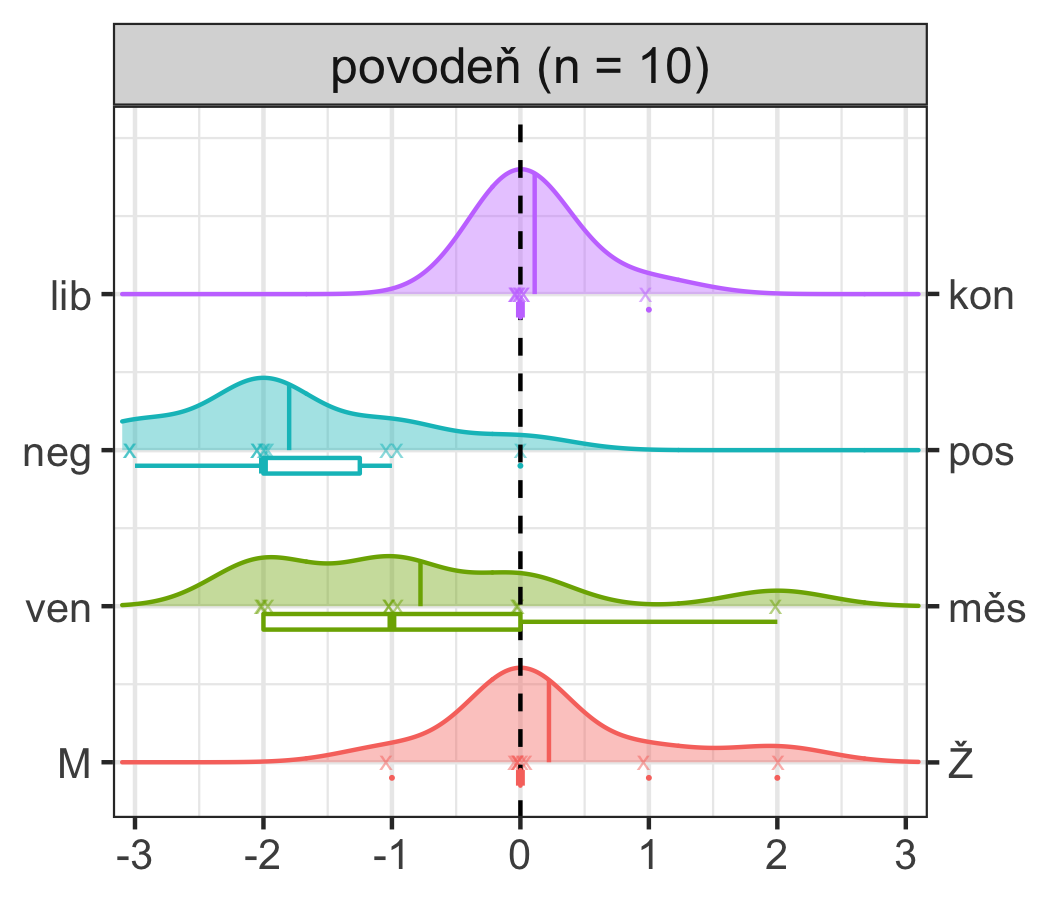 povodeň (n = 10)
lib kon
neg pos
ven měs
M Ž
-3 -2 -1 0 1 2 3